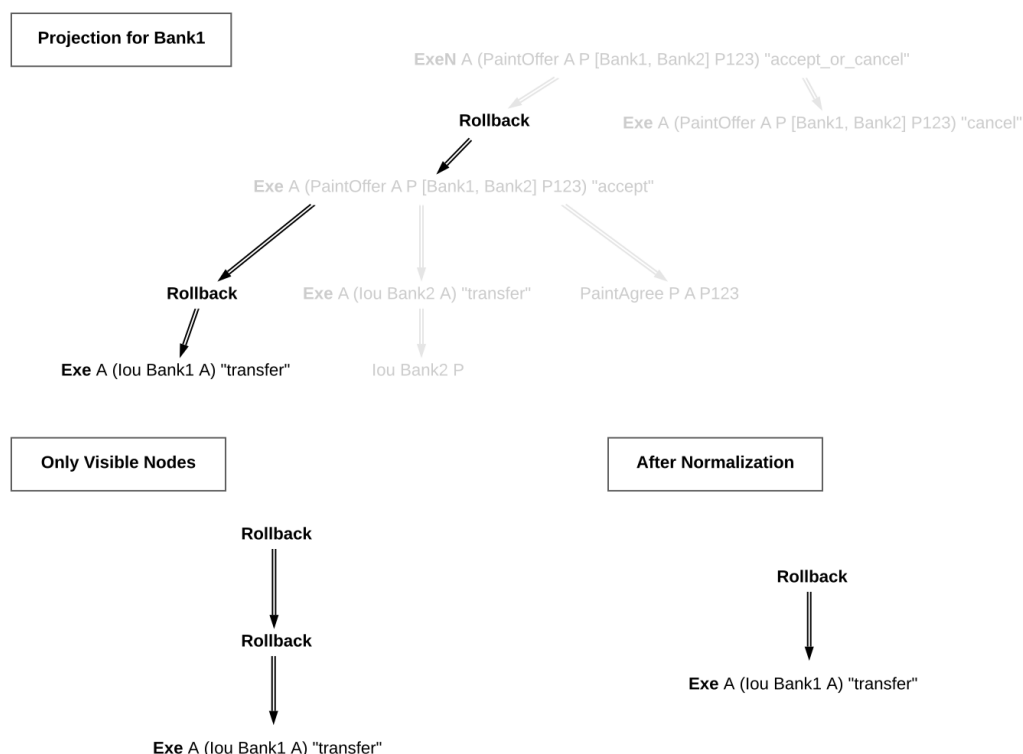 Projection for Bank1
ExeN A (PaintOffer A P [Bank1, Bank2] P123) "accept_or_cancel"
Rollback
Exe A (PaintOffer A P [Bank1, Bank2] P123) "cancel"
Exe A (PaintOffer A P [Bank1, Bank2] P123) "accept"
Rollback
Exe A (Iou Bank2 A) "transfer"
PaintAgree P A P123
Exe A (Iou Bank1 A) "transfer"
Iou Bank2 P
Only Visible Nodes
After Normalization
Rollback
Rollback
Rollback
Exe A (Iou Bank1 A) "transfer"
Exe A (Iou Bank1 A) "transfer"